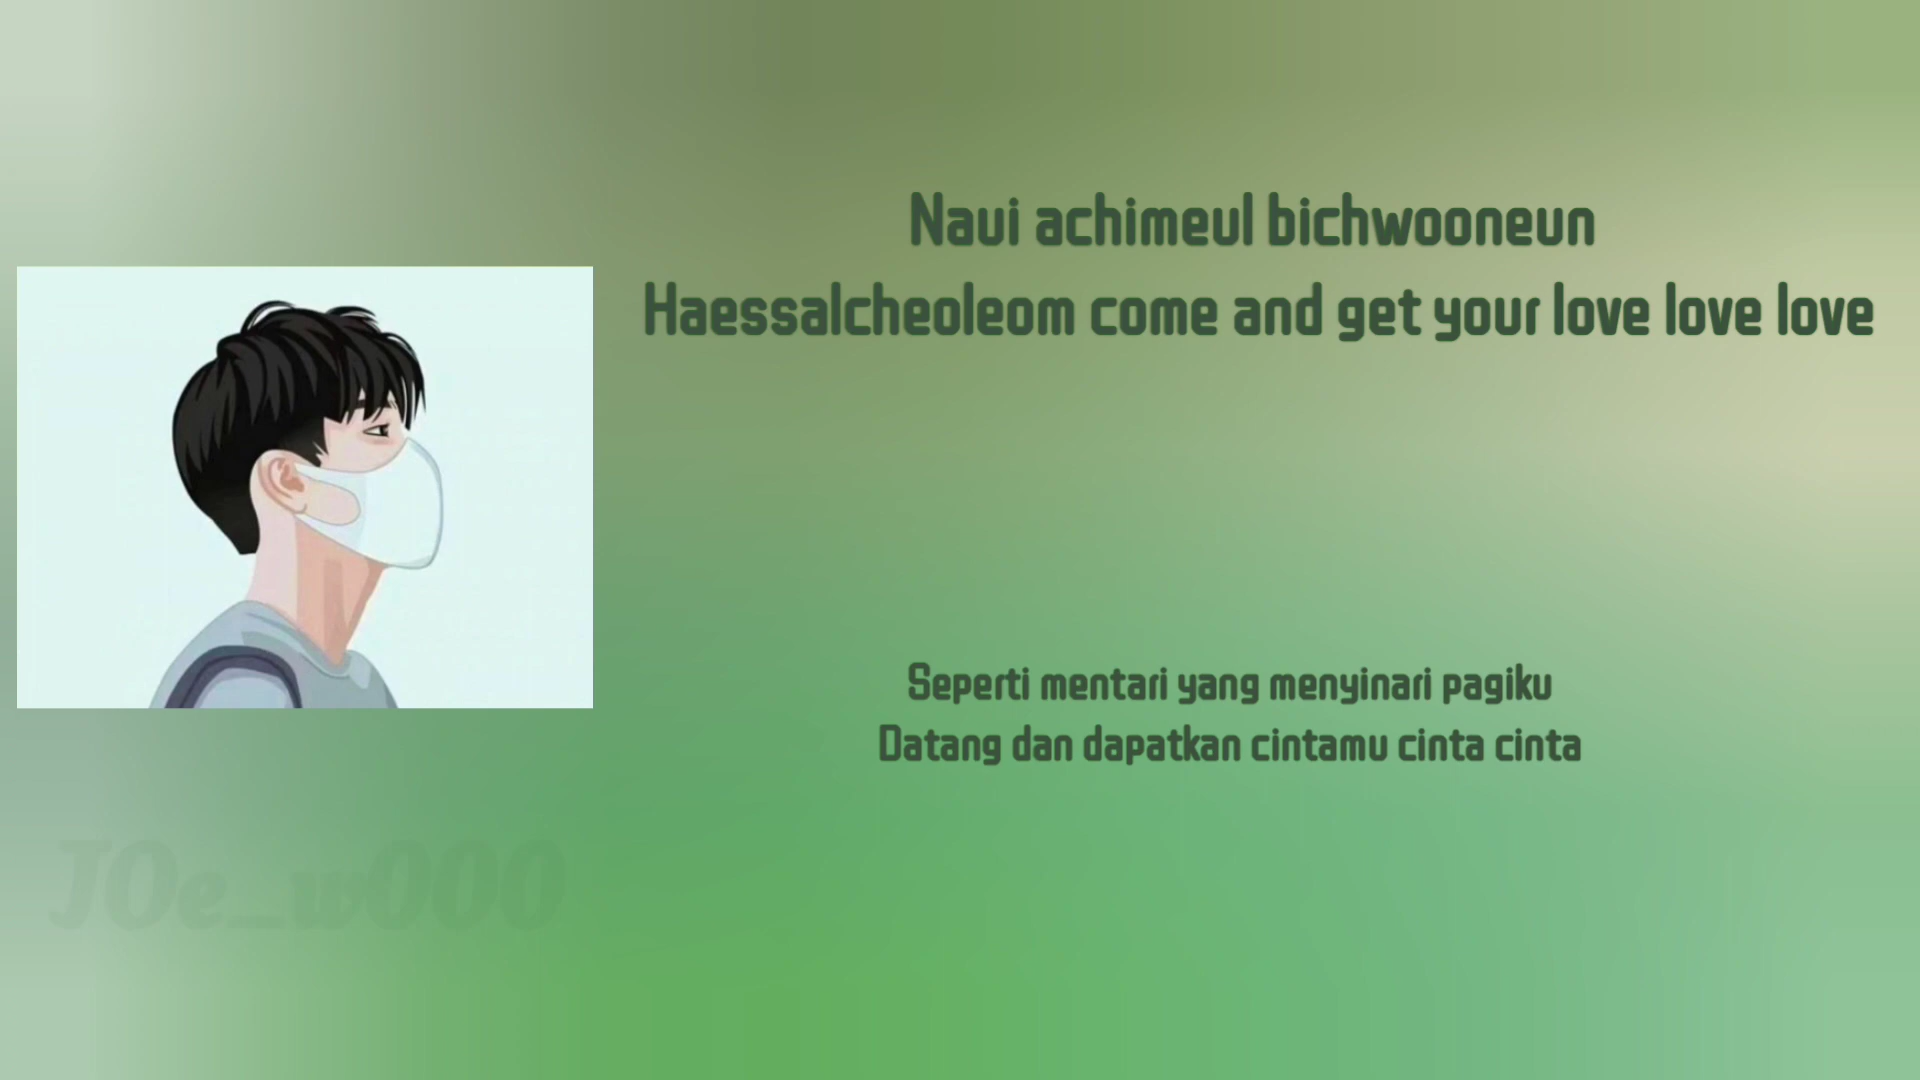 Naui achimeul bichwooneun
Haessalcheoleom come and get your love love love
Seperti mentari yang menyinari pagiku
Datang dan dapatkan cintamu cinta cinta
JOe_w000